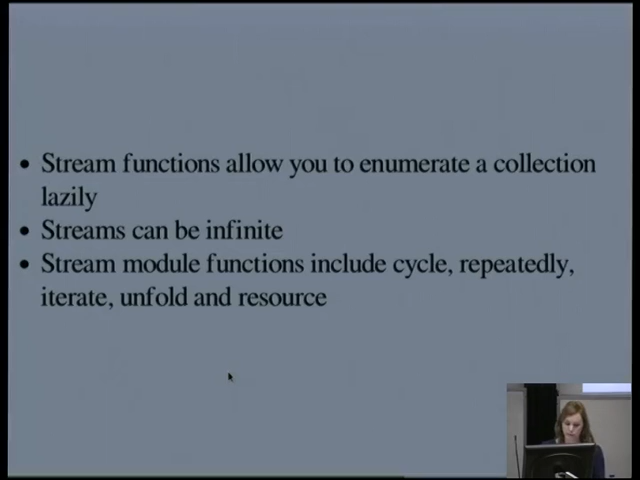 • Stream functions allow you to enumerate a collection
lazily
• Streams can be infinite
• Stream module functions include cycle, repeatedly,
iterate, unfold and resource